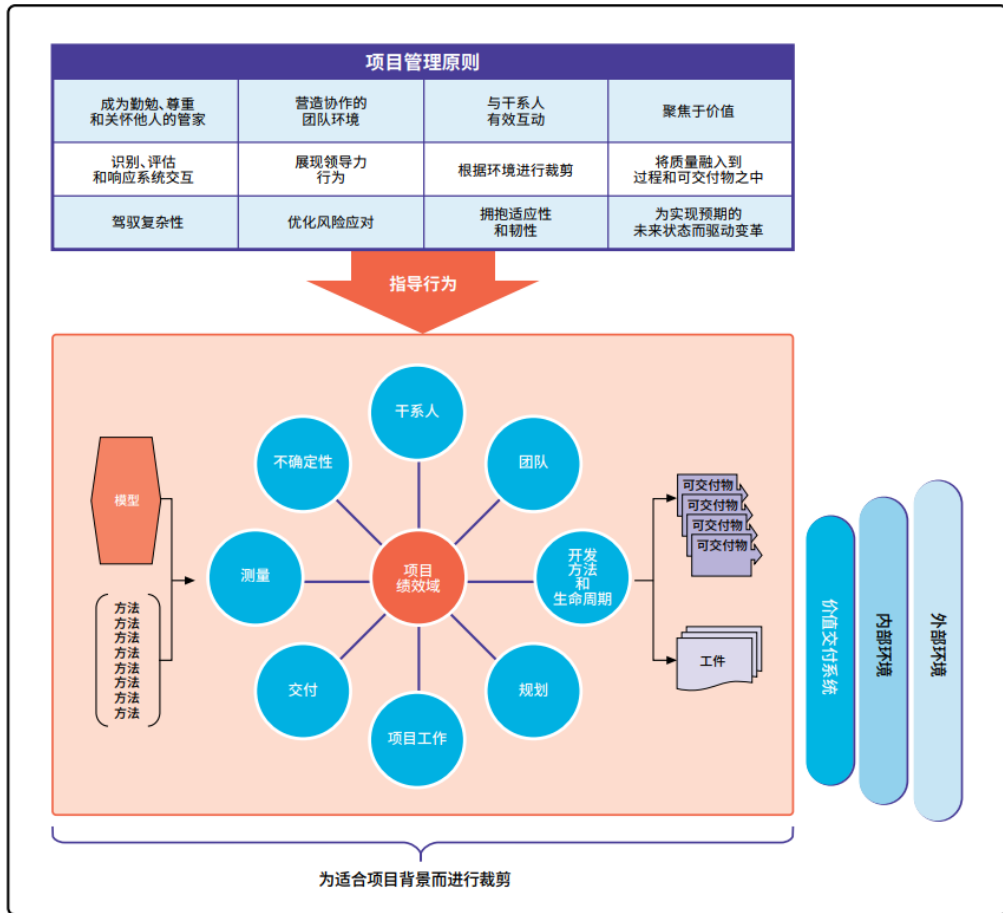 项目管理原则
成为勤勉、尊重
和关怀他人的管家
营造协作的
团队环境
与干系人
有效互动
聚焦于价值
识别、评估
和响应系统交互
展现领导力
行为
根据环境进行裁剪
将质量融入到
过程和可交付物之中
驾驭复杂性
优化风险应对
拥抱适应性
和韧性
为实现预期的
未来状态而驱动变革
指导行为
干系人
不确定性
团队
模型
可交付物
可交付物
可交付物
可交付物
测量
项目
绩效域
开发
方法
和
生命周期
方法
方法
方法
方法
方法
方法
方法
方法
交付
项目工作
规划
工件
价值交付系统
内部环境
外部环境
为适合项目背景而进行裁剪